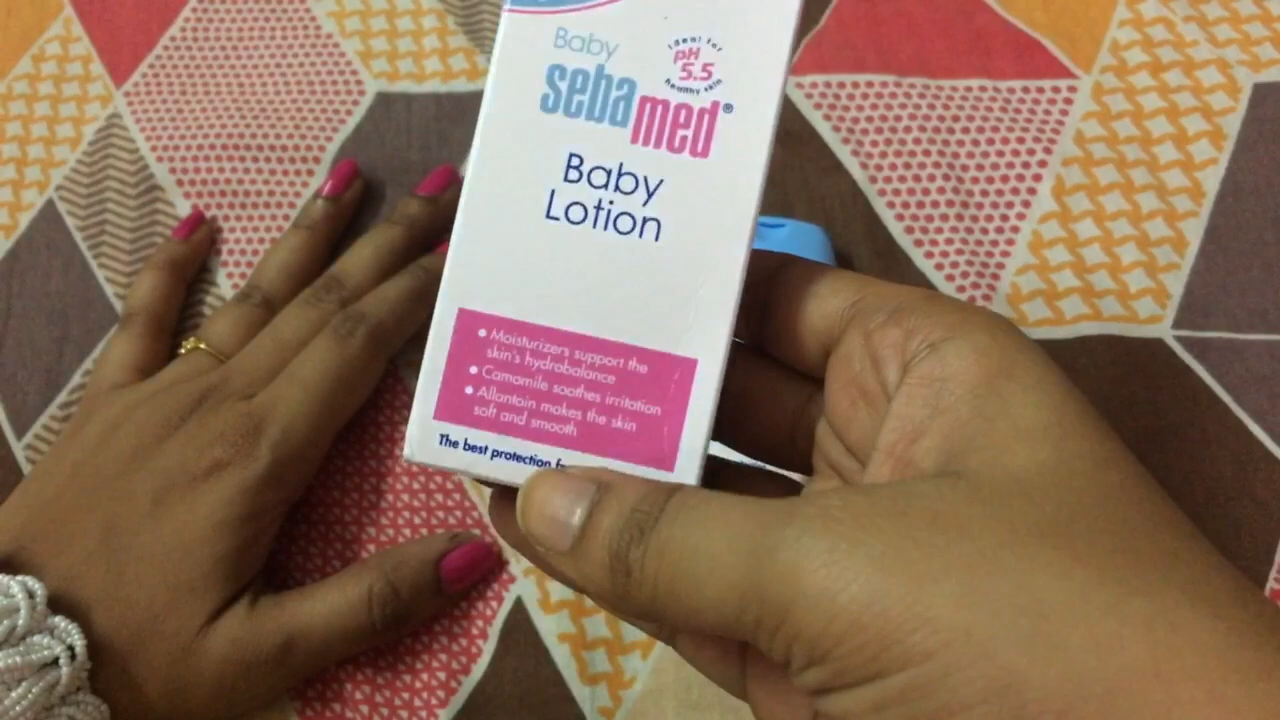 Baby
sebamed®
ideal for
pH
5.5
healthy skin
Baby
Lotion
• Moisturizers support the
skin's hydrobalance
• Camomile soothes irritation
• Allantoin makes the skin
soft and smooth
The best protection